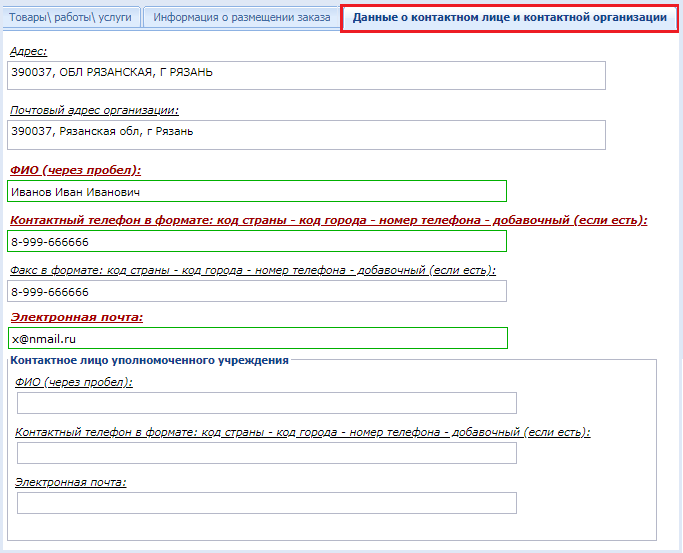 Товары\ работы\ услуги
Информация о размещении заказа
Данные о контактном лице и контактной организации
Адрес:
390037, ОБЛ РЯЗАНСКАЯ, Г РЯЗАНЬ
Почтовый адрес организации:
390037, Рязанская обл, г Рязань
ФИО (через пробел):
Иванов Иван Иванович
Контактный телефон в формате: код страны - код города - номер телефона - добавочный (если есть):
8-999-666666
Факс в формате: код страны - код города - номер телефона - добавочный (если есть):
8-999-666666
Электронная почта:
x@nmail.ru
Контактное лицо уполномоченного учреждения
ФИО (через пробел):
Контактный телефон в формате: код страны - код города - номер телефона - добавочный (если есть):
Электронная почта: